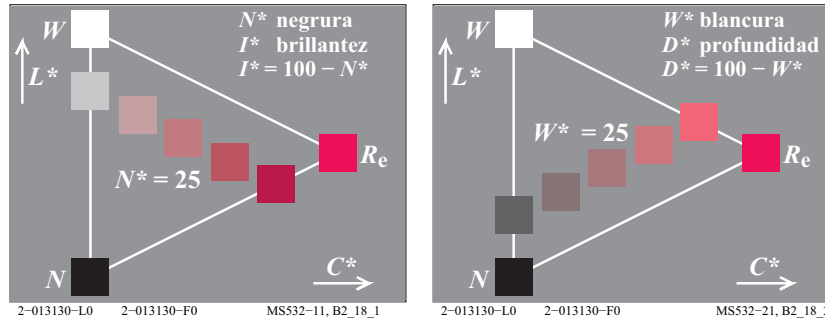 W
N* negrura
I* brillantez
I* = 100 − N*
L*
N* = 25
Re
N
C*
2−013130−L0 2−013130−F0 MS532−11, B2_18_1
W
W* blancura
D* profundidad
D* = 100 − W*
L*
W* = 25
Re
N
C*
2−013130−L0 2−013130−F0 MS532−21, B2_18_2